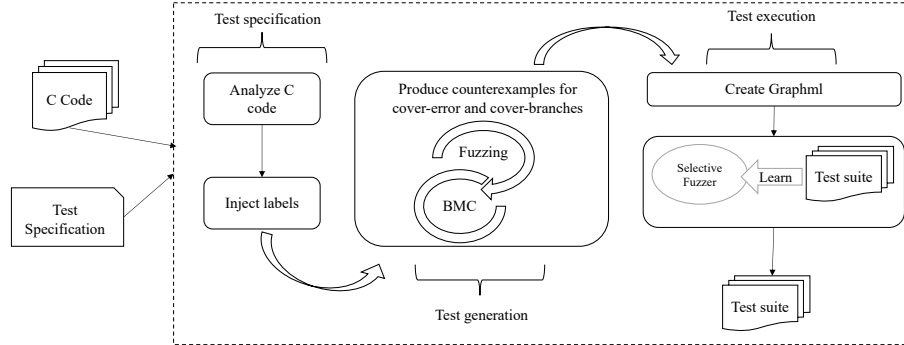 Test specification
Test execution
C Code
Analyze C
code
Produce counterexamples for
cover-error and cover-branches
Create Graphml
Fuzzing
Selective
Fuzzer
Learn
Test suite
Test
Specification
Inject labels
BMC
Test generation
Test suite